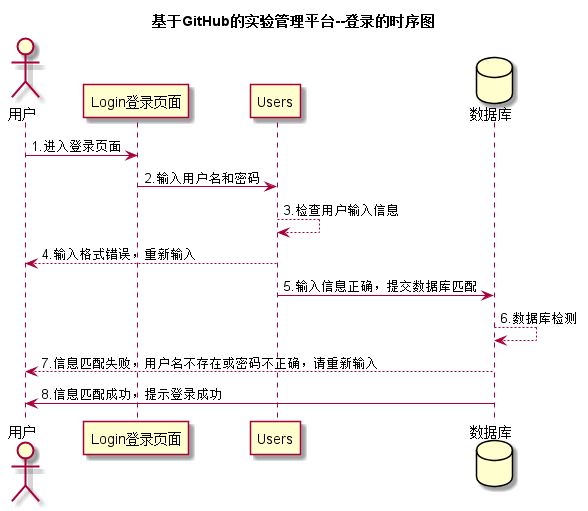 基于GitHub的实验管理平台--登录的时序图
用户
Login登录页面
Users
数据库
1.进入登录页面
2.输入用户名和密码
3.检查用户输入信息
4.输入格式错误，重新输入
5.输入信息正确，提交数据库匹配
6.数据库检测
7.信息匹配失败，用户名不存在或密码不正确，请重新输入
8.信息匹配成功，提示登录成功
用户
Login登录页面
Users
数据库